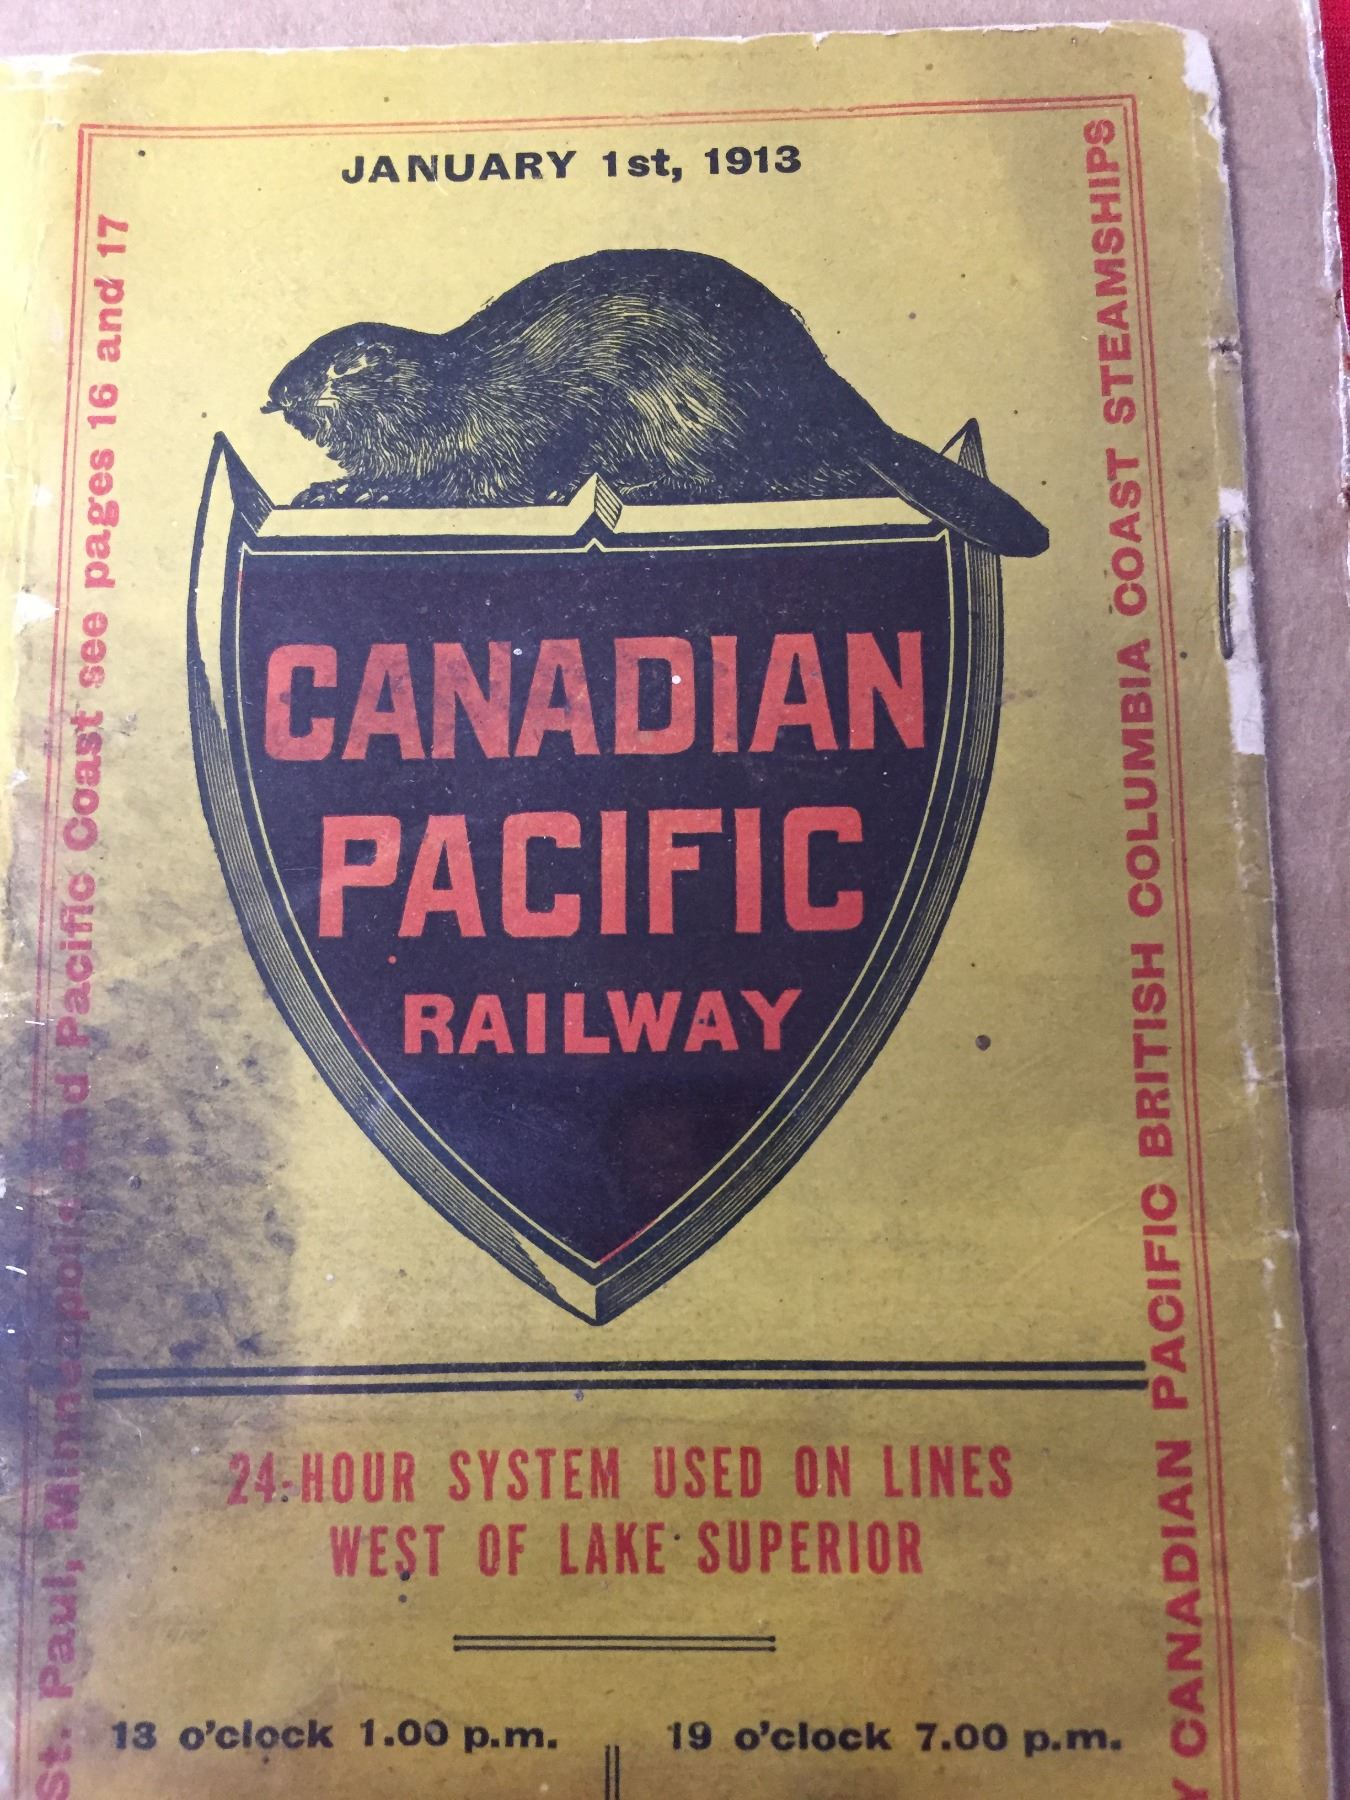 JANUARY 1st, 1913
CANADIAN
PACIFIC
RAILWAY
24-HOUR SYSTEM USED ON LINES
WEST OF LAKE SUPERIOR
13 o'clock 1.00 p.m.
19 o'clock 7.00 p.m.
St. Paul, Minneapolis and Pacific Coast see pages 16 and 17
CANADIAN PACIFIC BRITISH COLUMBIA COAST STEAMSHIPS